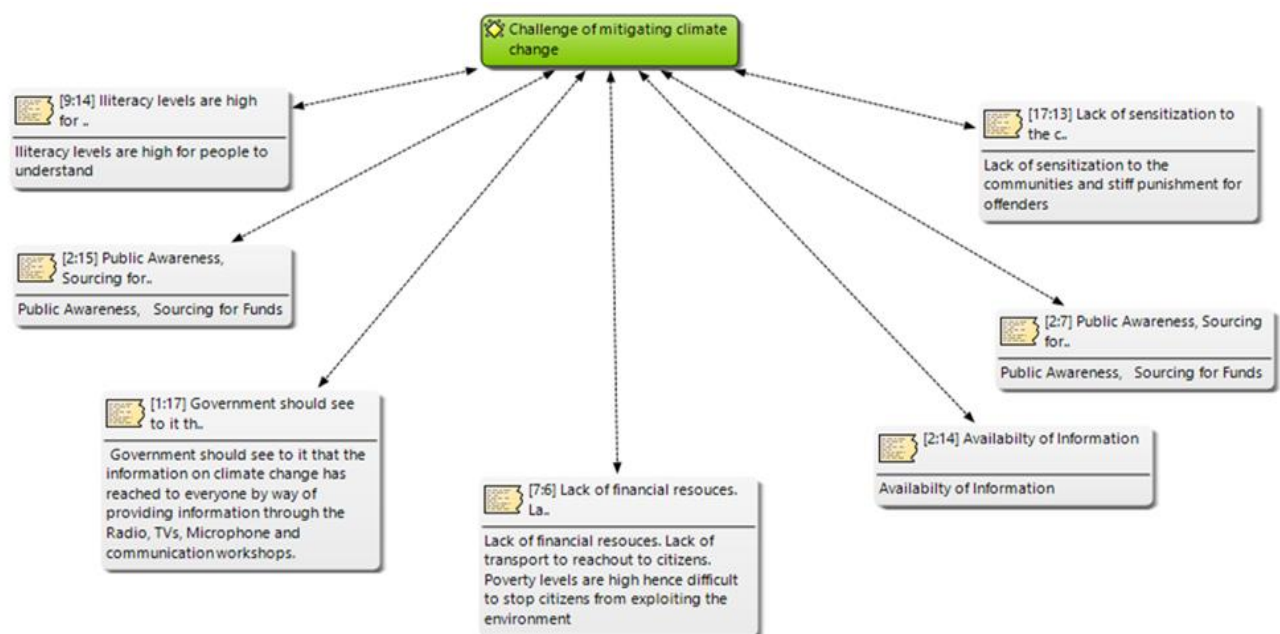 Challenge of mitigating climate
change
[9:14] Iliteracy levels are high
for ..
Iliteracy levels are high for people to
understand
[17:13] Lack of sensitization to
the c..
Lack of sensitization to the
communities and stiff punishment for
offenders
[2:15] Public Awareness,
Sourcing for..
Public Awareness,   Sourcing for Funds
[2:7] Public Awareness, Sourcing
for..
Public Awareness,   Sourcing for Funds
[1:17] Government should see
to it th..
Government should see to it that the
information on climate change has
reached to everyone by way of
providing information through the
Radio, TVs, Microphone and
communication workshops.
[7:6] Lack of financial resouces.
La..
Lack of financial resouces. Lack of
transport to reachout to citizens.
Poverty levels are high hence difficult
to stop citizens from exploiting the
environment
[2:14] Availabilty of Information
Availabilty of Information